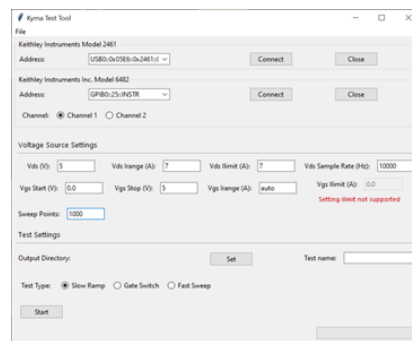 Kyma Test Tool
File
Keithley Instruments Model 2461
Address: USB0::0x05E6::0x2461::( Connect Close
Keithley Instruments Inc. Model 6482
Address: GPIB0::25::INSTR Connect Close
Channel: Channel 1 Channel 2
Voltage Source Settings
Vds (V): 5 Vds Irange (A): 7 Vds Ilimit (A): 7 Vds Sample Rate (Hz): 10000
Vgs Start (V): 0.0 Vgs Stop (V): 5 Vgs Irange (A): auto Vgs Ilimit (A): 0.0
Setting ilimit not supported
Sweep Points: 1000
Test Settings
Output Directory: Set Test name:
Test Type: Slow Ramp Gate Switch Fast Sweep
Start